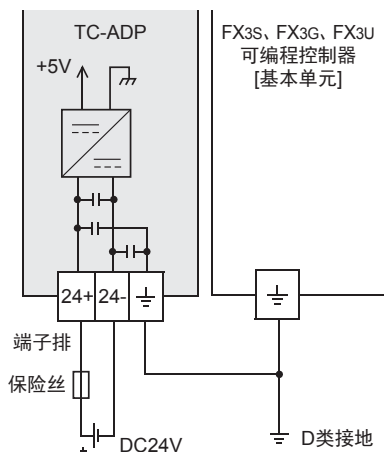 TC-ADP
FX3S、FX3G、FX3U
可编程控制器
[基本单元]
+5V
24+
24-
端子排
保险丝
+
DC24V
D类接地